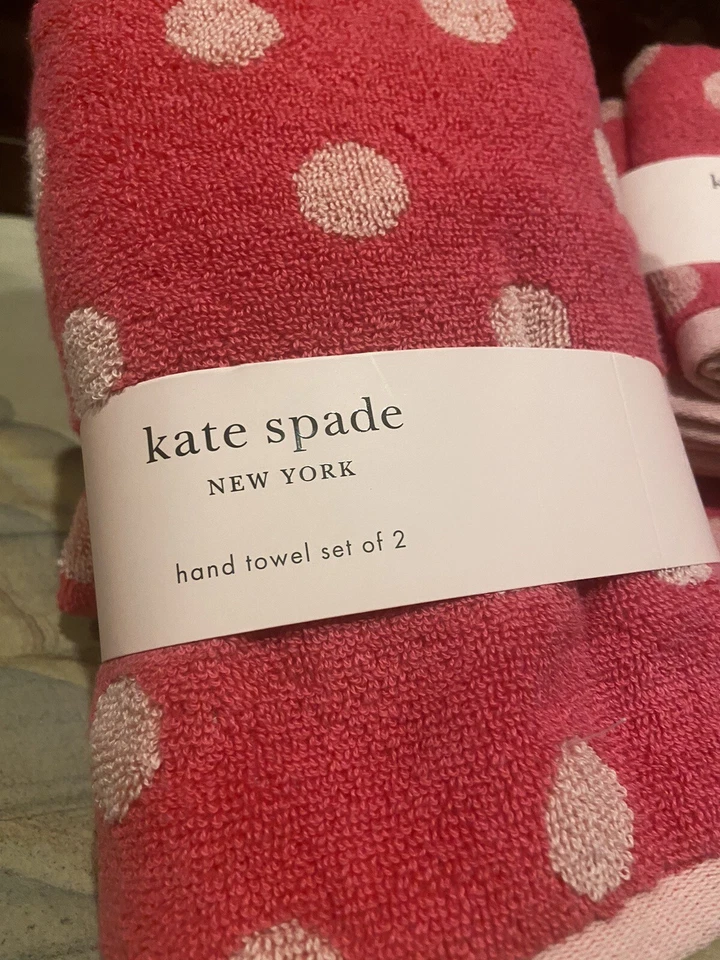 kate spade
NEW YORK
hand towel set of 2